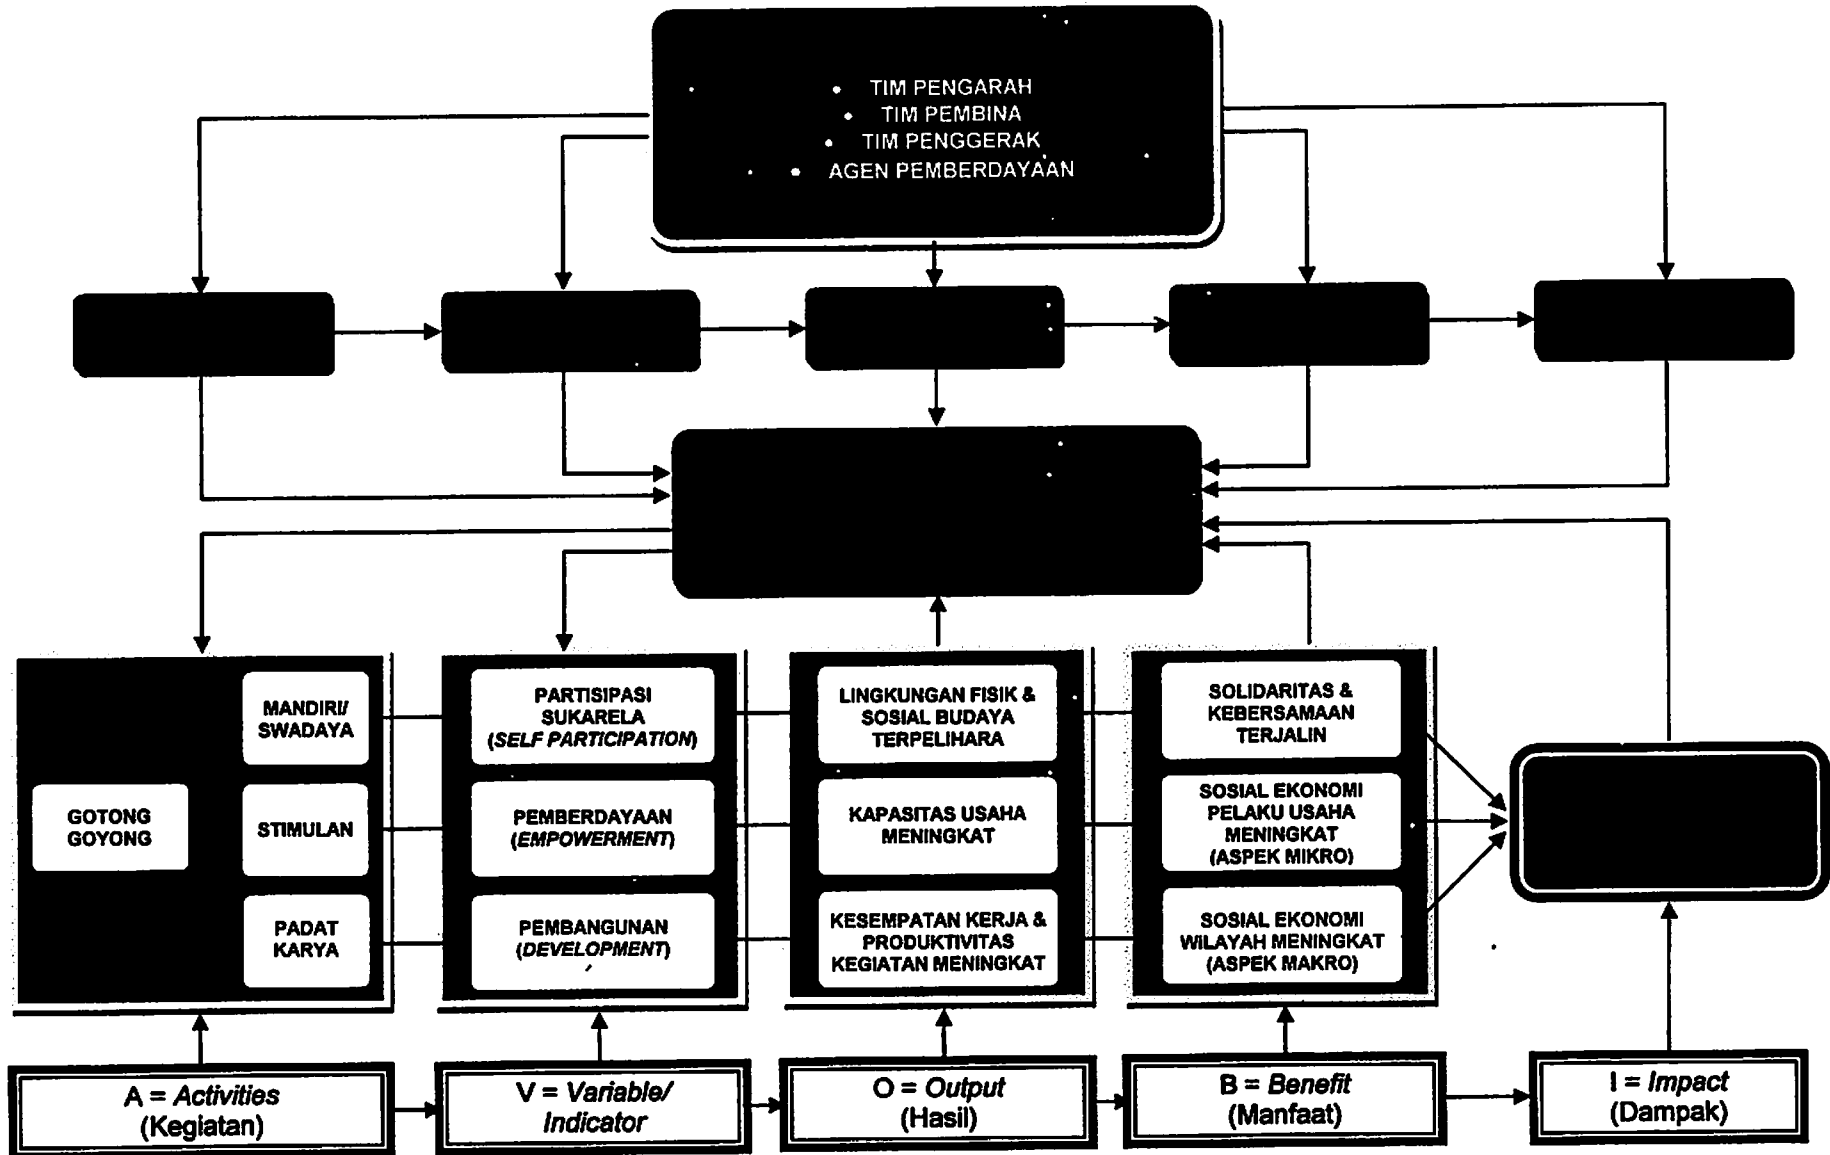 • TIM PENGARAH
• TIM PEMBINA
• TIM PENGGERAK
• AGEN PEMBERDAYAAN
GOTONG
GOYONG
MANDIRI/
SWADAYA
STIMULAN
PADAT
KARYA
PARTISIPASI
SUKARELA
(SELF PARTICIPATION)
PEMBERDAYAAN
(EMPOWERMENT)
PEMBANGUNAN
(DEVELOPMENT)
LINGKUNGAN FISIK &
SOSIAL BUDAYA
TERPELIHARA
KAPASITAS USAHA
MENINGKAT
KESEMPATAN KERJA &
PRODUKTIVITAS
KEGIATAN MENINGKAT
SOLIDARITAS &
KEBERSAMAAN
TERJALIN
SOSIAL EKONOMI
PELAKU USAHA
MENINGKAT
(ASPEK MIKRO)
SOSIAL EKONOMI
WILAYAH MENINGKAT
(ASPEK MAKRO)
A = Activities
(Kegiatan)
V = Variable/
Indicator
O = Output
(Hasil)
B = Benefit
(Manfaat)
I = Impact
(Dampak)